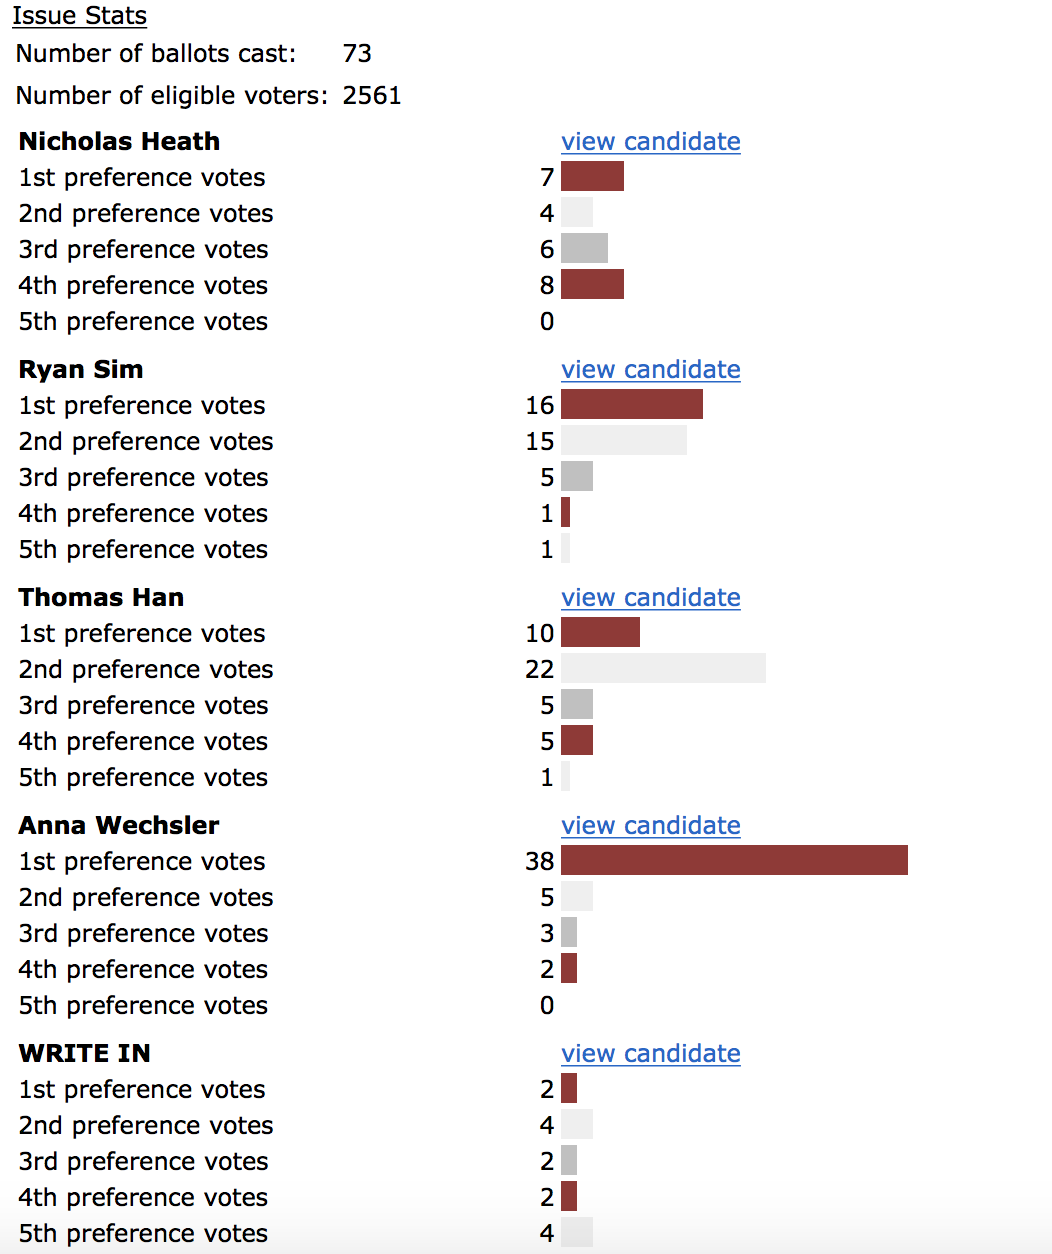 Issue Stats
Number of ballots cast: 73
Number of eligible voters: 2561
Nicholas Heath view candidate
1st preference votes 7
2nd preference votes 4
3rd preference votes 6
4th preference votes 8
5th preference votes 0
Ryan Sim view candidate
1st preference votes 16
2nd preference votes 15
3rd preference votes 5
4th preference votes 1
5th preference votes 1
Thomas Han view candidate
1st preference votes 10
2nd preference votes 22
3rd preference votes 5
4th preference votes 5
5th preference votes 1
Anna Wechsler view candidate
1st preference votes 38
2nd preference votes 5
3rd preference votes 3
4th preference votes 2
5th preference votes 0
WRITE IN view candidate
1st preference votes 2
2nd preference votes 4
3rd preference votes 2
4th preference votes 2
5th preference votes 4